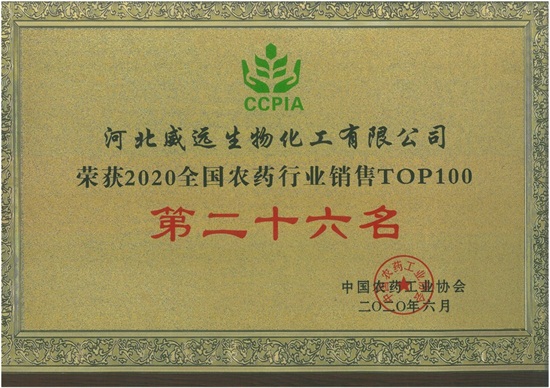 CCPIA
河北威远生物化工有限公司
荣获2020全国农药行业销售TOP100
第二十六名
中国农药工业协会
二〇二〇年六月